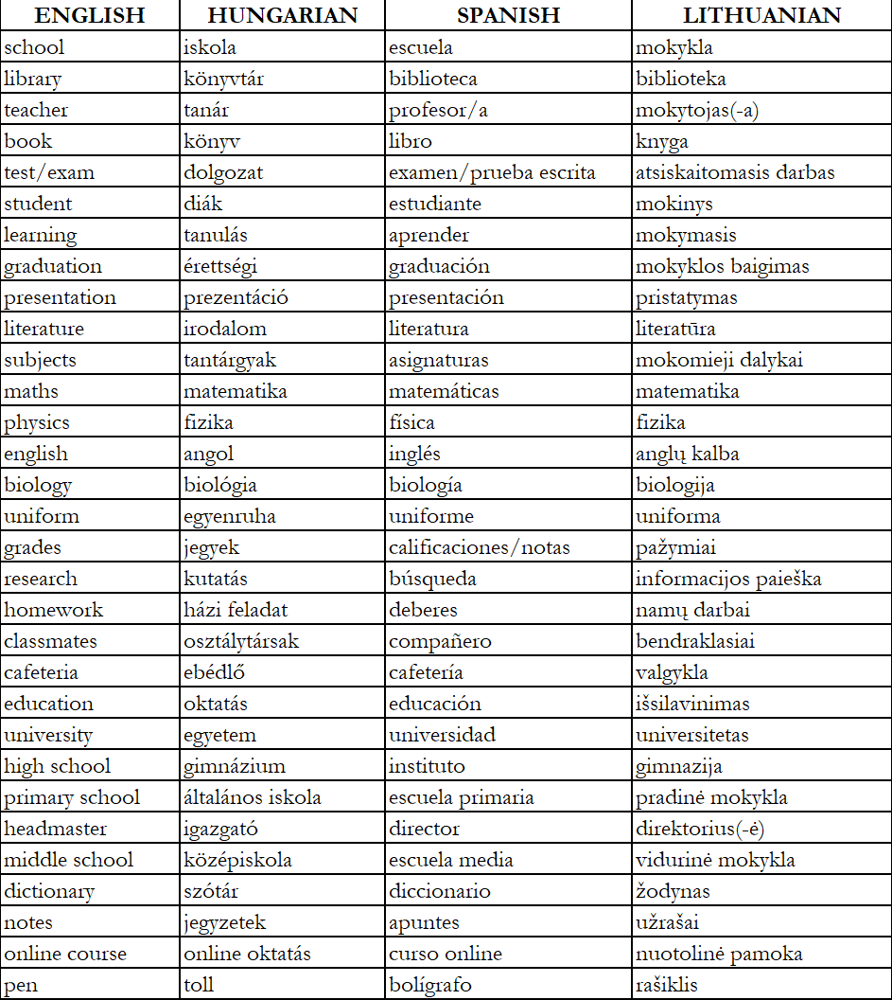 ENGLISH HUNGARIAN SPANISH LITHUANIAN
school iskola escuela mokykla
library könyvtár biblioteca biblioteka
teacher tanár profesor/a mokytojas(-a)
book könyv libro knyga
test/exam dolgozat examen/prueba escrita atsiskaitomasis darbas
student diák estudiante mokinys
learning tanulás aprender mokymasis
graduation érettségi graduación mokyklos baigimas
presentation prezentáció presentación pristatymas
literature irodalom literatura literatūra
subjects tantárgyak asignaturas mokomieji dalykai
maths matematika matemáticas matematika
physics fizika física fizika
english angol inglés anglų kalba
biology biológia biología biologija
uniform egyenruha uniforme uniforma
grades jegyek calificaciones/notas pažymiai
research kutatás búsqueda informacijos paieška
homework házi feladat deberes namų darbai
classmates osztálytársak compañero bendraklasiai
cafeteria ebédlő cafetería valgykla
education oktatás educación išsilavinimas
university egyetem universidad universitetas
high school gimnázium instituto gimnazija
primary school általános iskola escuela primaria pradinė mokykla
headmaster igazgató director direktorius(-ė)
middle school középiskola escuela media vidurinė mokykla
dictionary szótár diccionario žodynas
notes jegyzetek apuntes užrašai
online course online oktatás curso online nuotolinė pamoka
pen toll bolígrafo rašiklis